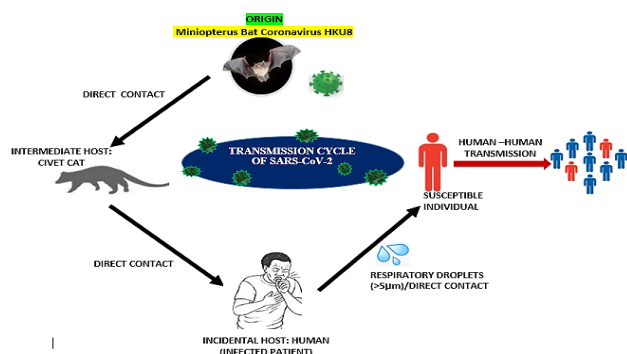 ORIGIN
Miniopterus Bat Coronavirus HKU8
DIRECT CONTACT
INTERMEDIATE HOST:
CIVET CAT
TRANSMISSION CYCLE
OF SARS-CoV-2
HUMAN –HUMAN
TRANSMISSION
SUSCEPTIBLE
INDIVIDUAL
DIRECT CONTACT
RESPIRATORY DROPLETS
(>5µm)/DIRECT CONTACT
INCIDENTAL HOST: HUMAN
(INFECTED PATIENT)